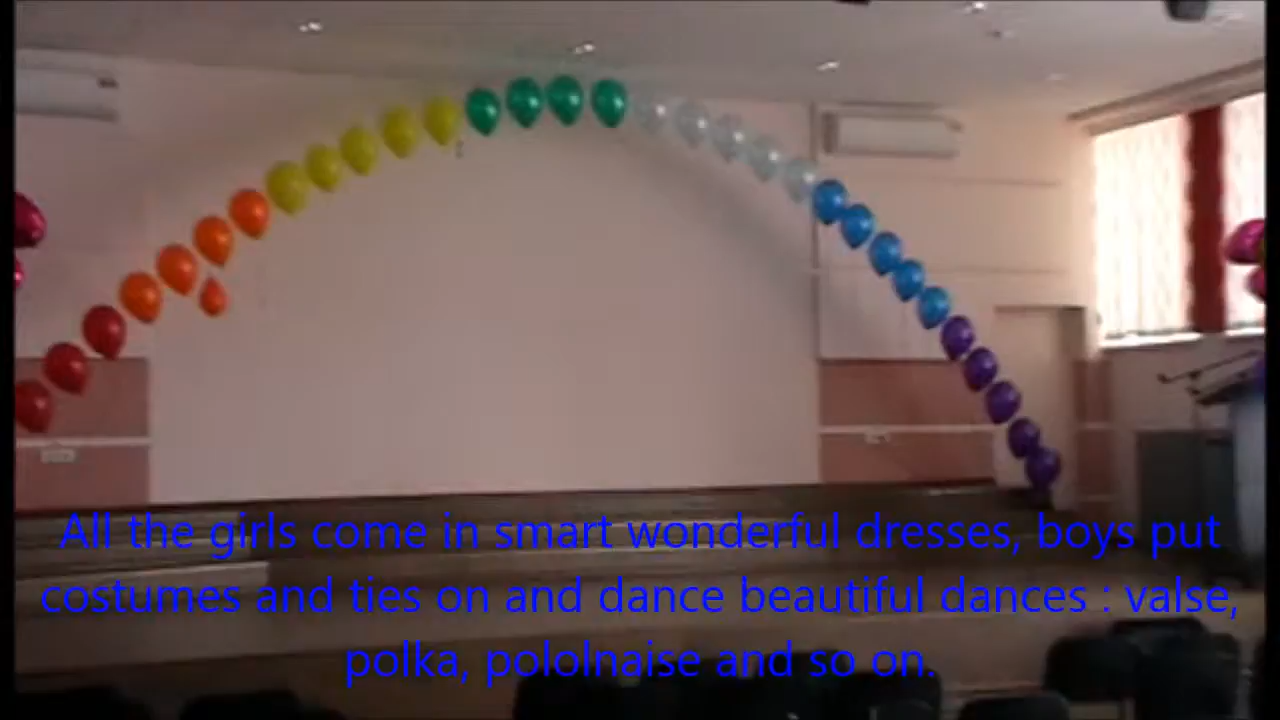 All the girls come in smart wonderful dresses, boys put
costumes and ties on and dance beautiful dances : valse,
polka, pololnaise and so on.